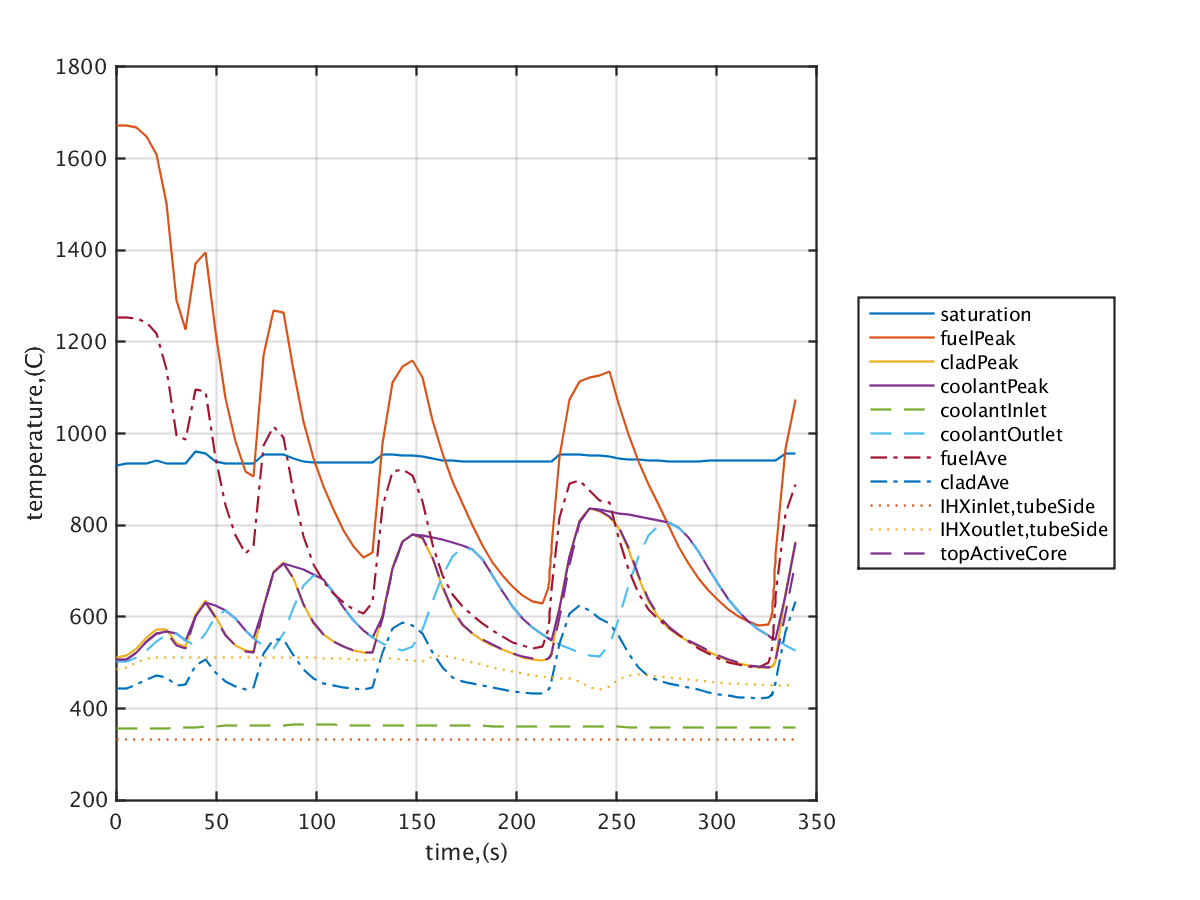 1800
1600
1400
1200
1000
800
600
400
200
temperature,(C)
0 50 100 150 200 250 300 350
time,(s)
saturation
fuelPeak
cladPeak
coolantPeak
coolantInlet
coolantOutlet
fuelAve
cladAve
IHXinlet,tubeSide
IHXoutlet,tubeSide
topActiveCore